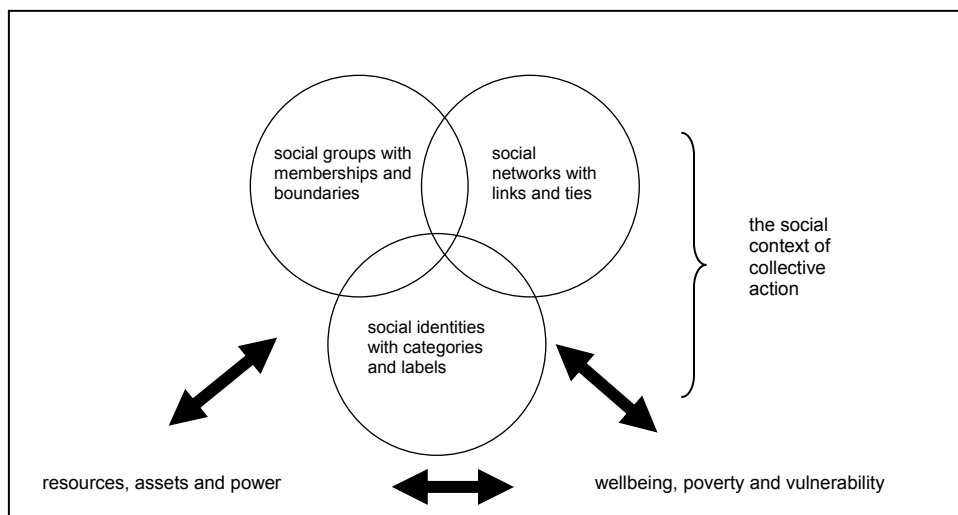 social groups with
memberships and
boundaries
social
networks with
links and ties
the social
context of
collective
action
social identities
with categories
and labels
resources, assets and power
wellbeing, poverty and vulnerability